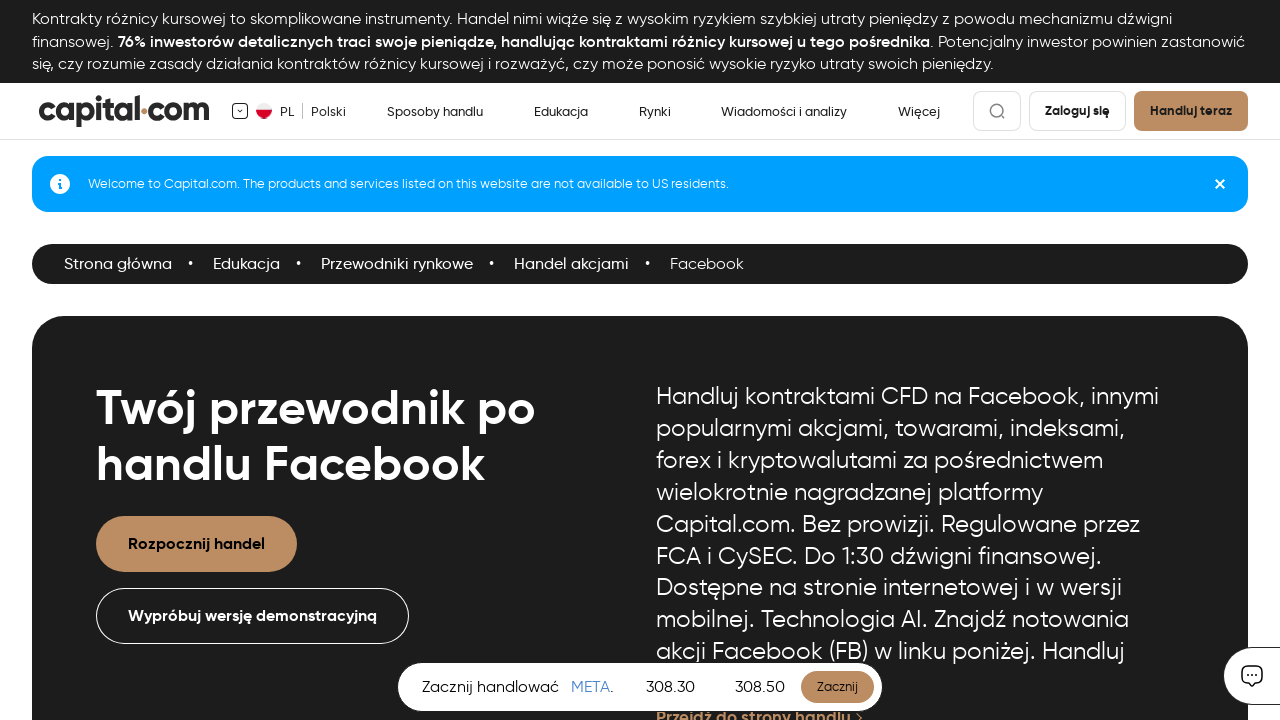 Kontrakty różnicy kursowej to skomplikowane instrumenty. Handel nimi wiąże się z wysokim ryzykiem szybkiej utraty pieniędzy z powodu mechanizmu dźwigni
finansowej. 76% inwestorów detalicznych traci swoje pieniądze, handlując kontraktami różnicy kursowej u tego pośrednika. Potencjalny inwestor powinien zastanowić
się, czy rozumie zasady działania kontraktów różnicy kursowej i rozważyć, czy może ponosić wysokie ryzyko utraty swoich pieniędzy.
capital.com PL Polski Sposoby handlu Edukacja Rynki Wiadomości i analizy Więcej Zaloguj się Handluj teraz
Welcome to Capital.com. The products and services listed on this website are not available to US residents.
Strona główna • Edukacja • Przewodniki rynkowe • Handel akcjami • Facebook
Twój przewodnik po
handlu Facebook
Rozpocznij handel
Wypróbuj wersję demonstracyjną
Handluj kontraktami CFD na Facebook, innymi
popularnymi akcjami, towarami, indeksami,
forex i kryptowalutami za pośrednictwem
wielokrotnie nagradzanej platformy
Capital.com. Bez prowizji. Regulowane przez
FCA i CySEC. Do 1:30 dźwigni finansowej.
Dostępne na stronie internetowej i w wersji
mobilnej. Technologia AI. Znajdź notowania
akcji Facebook (FB) w linku poniżej. Handluj
Zacznij handlować META. 308.30 308.50 Zacznij
Przejdź do strony handlu